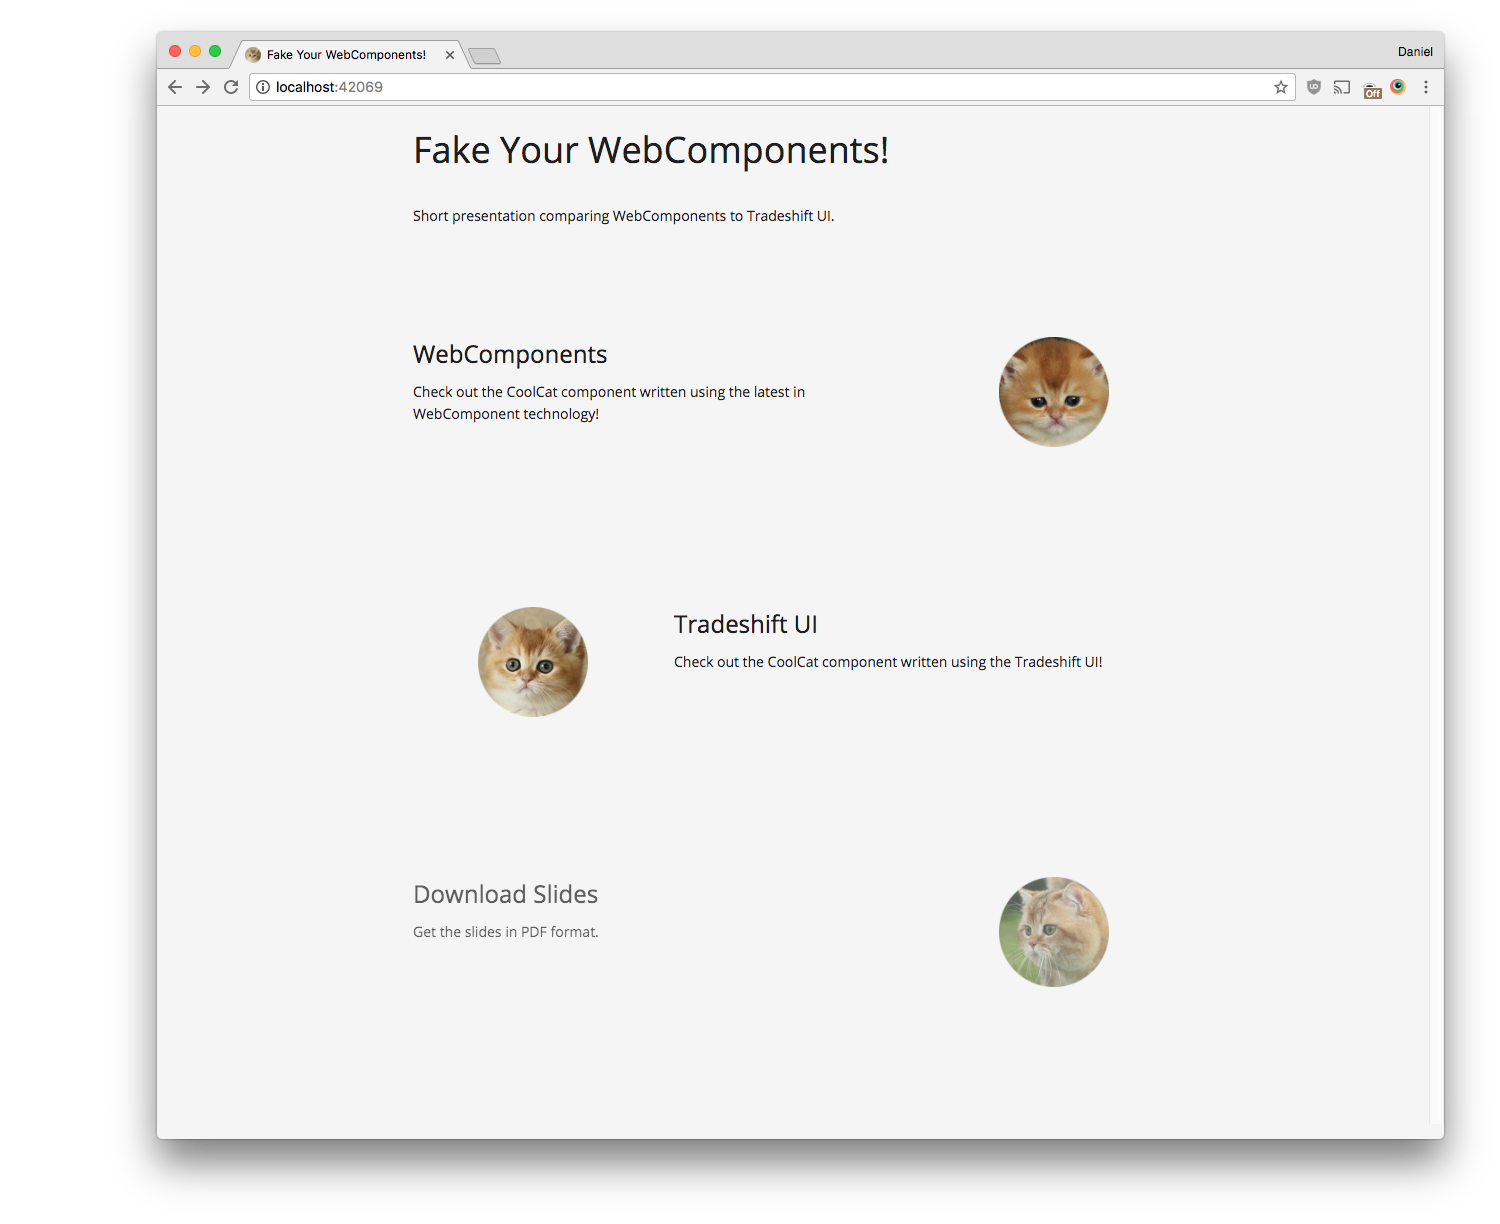 Fake Your WebComponents!
Daniel
localhost:42069
UD
Off
Fake Your WebComponents!
Short presentation comparing WebComponents to Tradeshift UI.
WebComponents
Check out the CoolCat component written using the latest in
WebComponent technology!
Tradeshift UI
Check out the CoolCat component written using the Tradeshift UI!
Download Slides
Get the slides in PDF format.